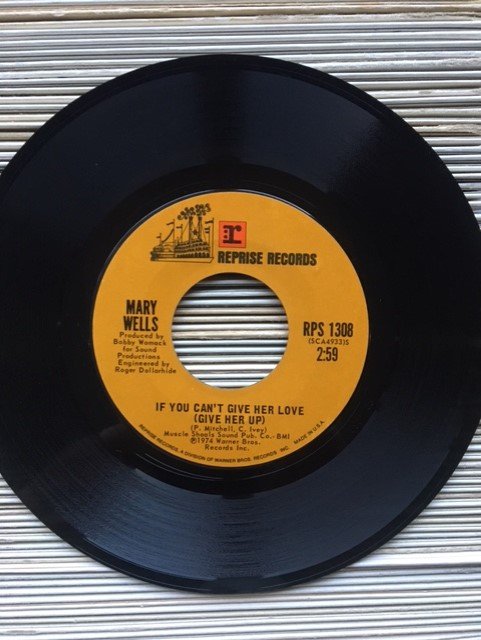 r
REPRISE RECORDS
MARY
WELLS
Produced by
Bobby Womack
for Sound
Productions
Engineered by
Roger Dollarhide
RPS 1308
(SCA4933)S
2:59
IF YOU CAN'T GIVE HER LOVE
(GIVE HER UP)
(P. Mitchell, C. Ivey)
Muscle Shoals Sound Pub. Co.-BMI
℗1974 Warner Bros.
Records Inc.
REPRISE RECORDS, A DIVISION OF WARNER BROS. RECORDS INC. MADE IN U.S.A.